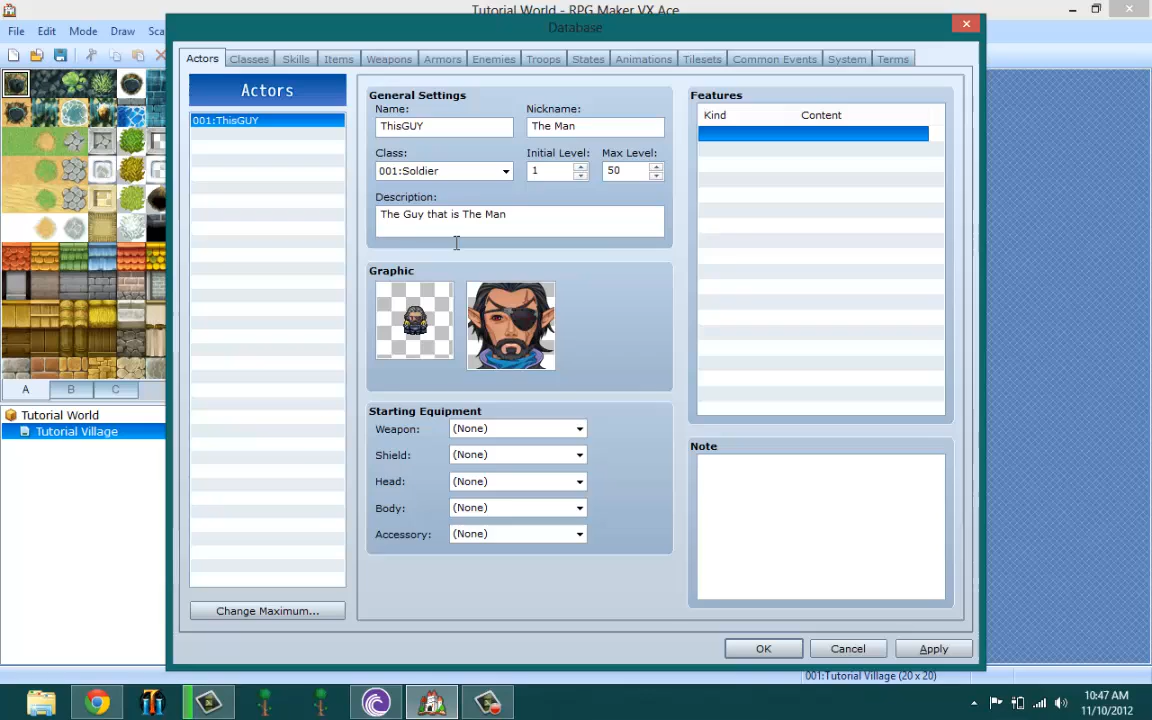 Tutorial World - RPG Maker VX Ace
File Edit Mode Draw Sca
Database
Actors Classes Skills Items Weapons Armors Enemies Troops States Animations Tilesets Common Events System Terms
Actors
001:ThisGUY
Change Maximum...
General Settings
Name: Nickname:
ThisGUY The Man
Class: Initial Level: Max Level:
001:Soldier 1 50
Description:
The Guy that is The Man
Graphic
Starting Equipment
Weapon: (None)
Shield: (None)
Head: (None)
Body: (None)
Accessory: (None)
Features
Kind Content
Note
OK Cancel Apply
A B C
Tutorial World
Tutorial Village
001:Tutorial Village (20 x 20)
10:47 AM
11/10/2012